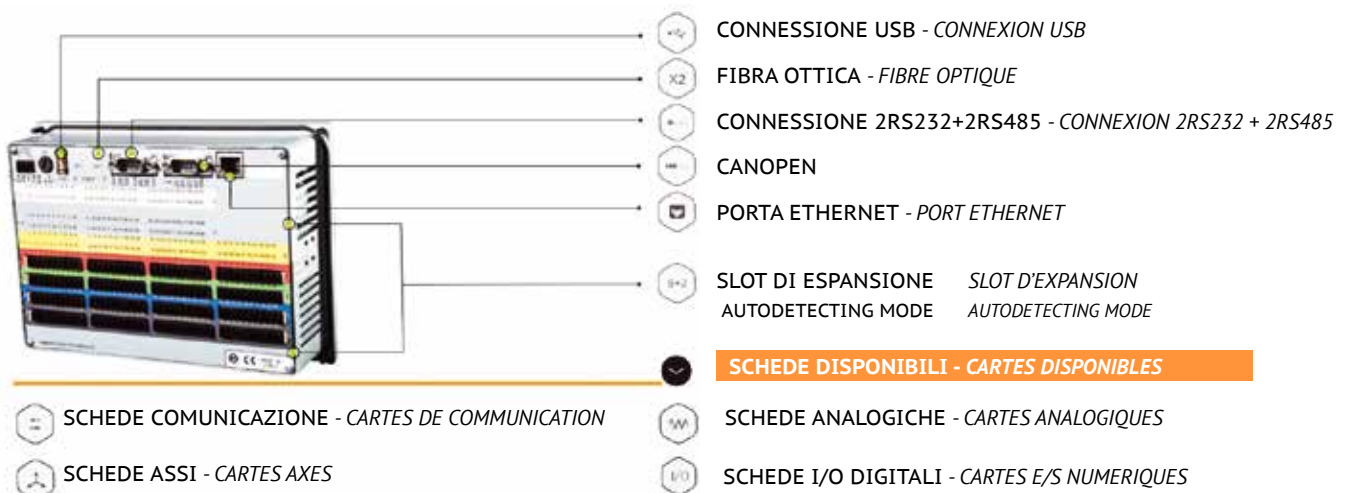 CONNESSIONE USB - CONNEXION USB
X2
FIBRA OTTICA - FIBRE OPTIQUE
CONNESSIONE 2RS232+2RS485 - CONNEXION 2RS232 + 2RS485
CANOPEN
PORTA ETHERNET - PORT ETHERNET
SLOT DI ESPANSIONE SLOT D'EXPANSION
AUTODETECTING MODE AUTODETECTING MODE
SCHEDE DISPONIBILI - CARTES DISPONIBLES
SCHEDE COMUNICAZIONE - CARTES DE COMMUNICATION
SCHEDE ANALOGICHE - CARTES ANALOGIQUES
SCHEDE ASSI - CARTES AXES
I/O
SCHEDE I/O DIGITALI - CARTES E/S NUMERIQUES